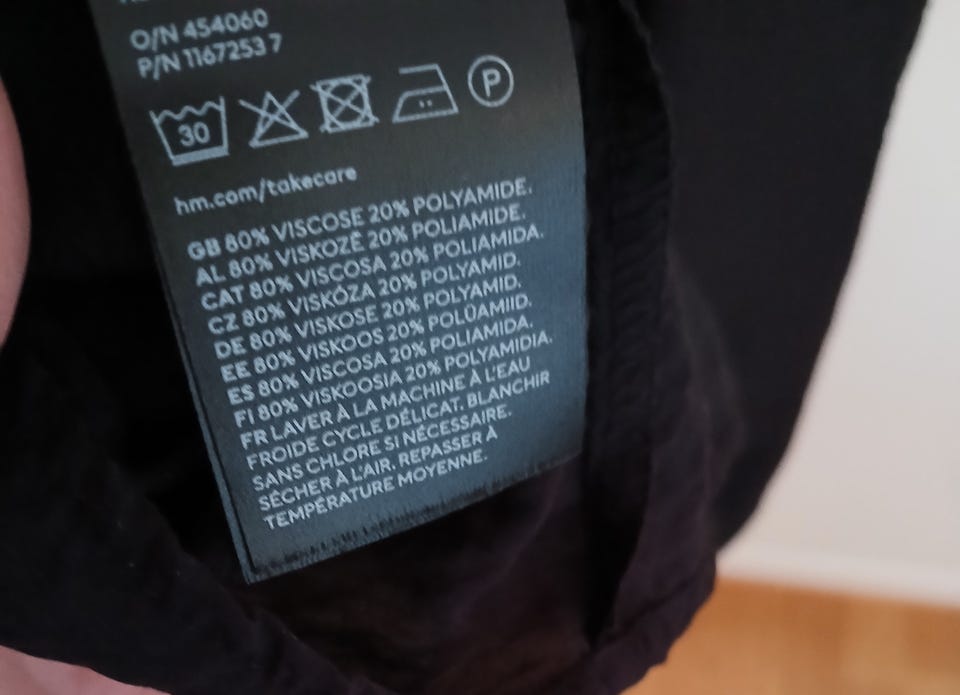 O/N 454060
P/N 1167253 7
30 P
hm.com/takecare
GB 80% VISCOSE 20% POLYAMIDE.
AL 80% VISKOZË 20% POLIAMIDE.
CAT 80% VISCOSA 20% POLIAMIDA.
CZ 80% VISKÓZA 20% POLYAMID.
DE 80% VISKOSE 20% POLYAMID.
EE 80% VISKOOS 20% POLÜAMIID.
ES 80% VISCOSA 20% POLIAMIDA.
FI 80% VISKOOSIA 20% POLYAMIDIA.
FR LAVER À LA MACHINE À L'EAU
FROIDE CYCLE DÉLICAT. BLANCHIR
SANS CHLORE SI NÉCESSAIRE.
SÉCHER À L'AIR. REPASSER À
TEMPÉRATURE MOYENNE.